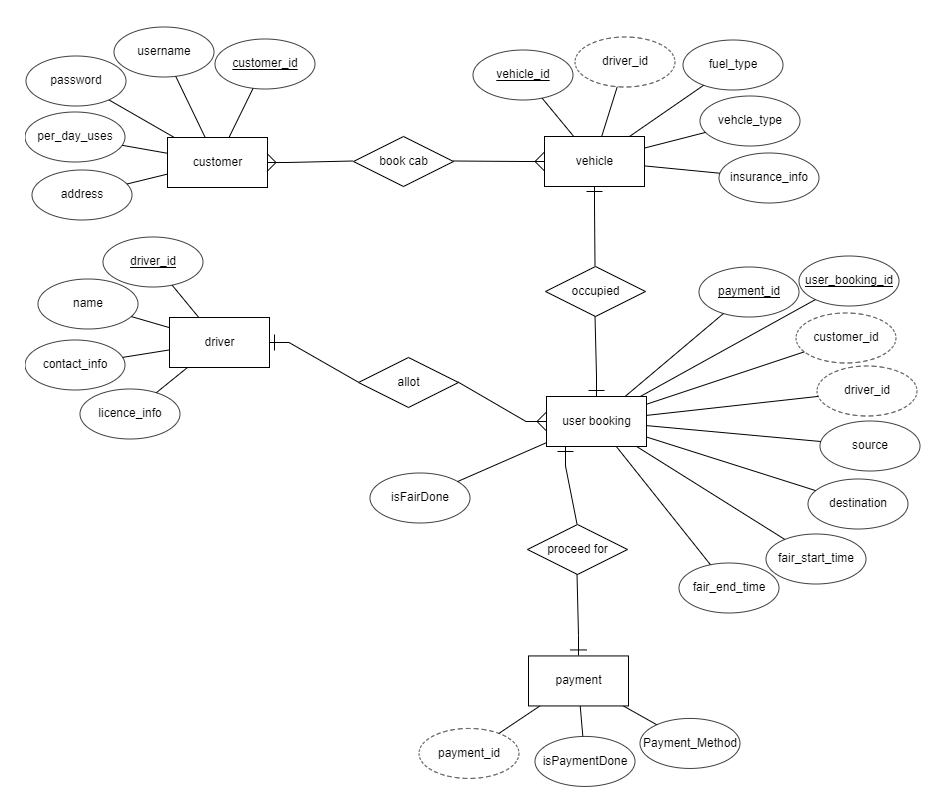 username
customer_id
password
per_day_uses
address
customer
book cab
vehicle_id
driver_id
fuel_type
vehcle_type
insurance_info
vehicle
driver_id
name
contact_info
licence_info
driver
allot
occupied
payment_id
user_booking_id
customer_id
driver_id
source
destination
fair_start_time
fair_end_time
user booking
isFairDone
proceed for
payment
payment_id
isPaymentDone
Payment_Method